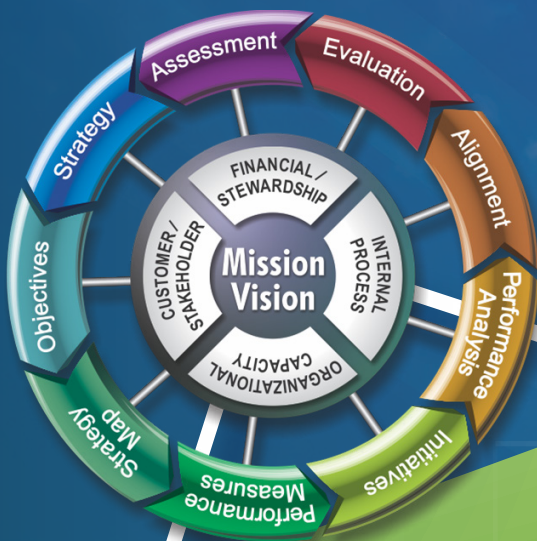 Assessment
Strategy
Objectives
Strategy
Map
Performance
Measures
Initiatives
Performance
Analysis
Alignment
Evaluation
FINANCIAL /
STEWARDSHIP
CUSTOMER /
STAKEHOLDER
Mission
Vision
INTERNAL
PROCESS
ORGANIZATIONAL
CAPACITY